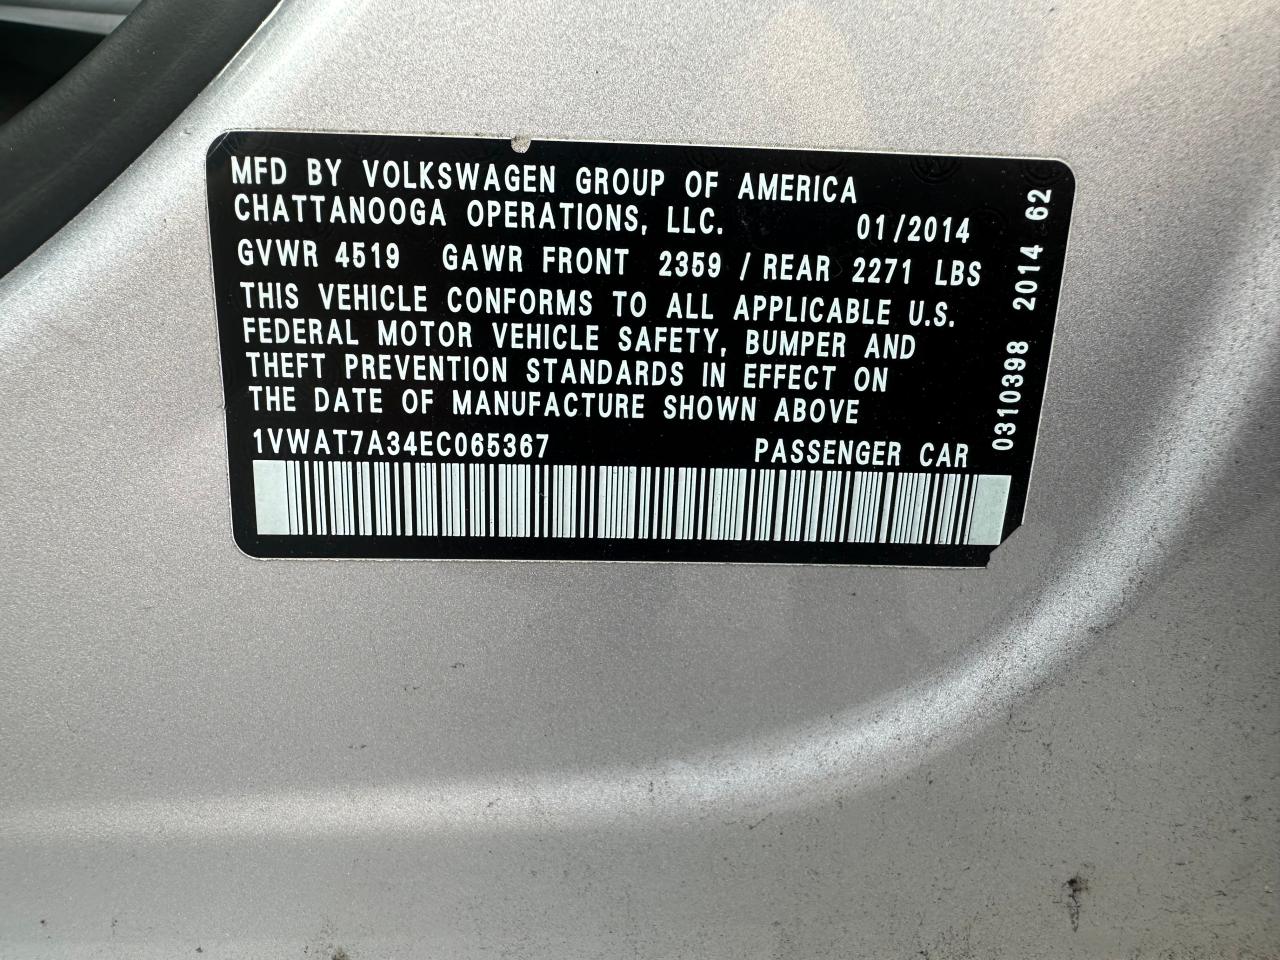 MFD BY VOLKSWAGEN GROUP OF AMERICA
CHATTANOOGA OPERATIONS, LLC. 01/2014
GVWR 4519 GAWR FRONT 2359 / REAR 2271 LBS
THIS VEHICLE CONFORMS TO ALL APPLICABLE U.S.
FEDERAL MOTOR VEHICLE SAFETY, BUMPER AND
THEFT PREVENTION STANDARDS IN EFFECT ON
THE DATE OF MANUFACTURE SHOWN ABOVE
1VWAT7A34EC065367 PASSENGER CAR
0310398 2014 62